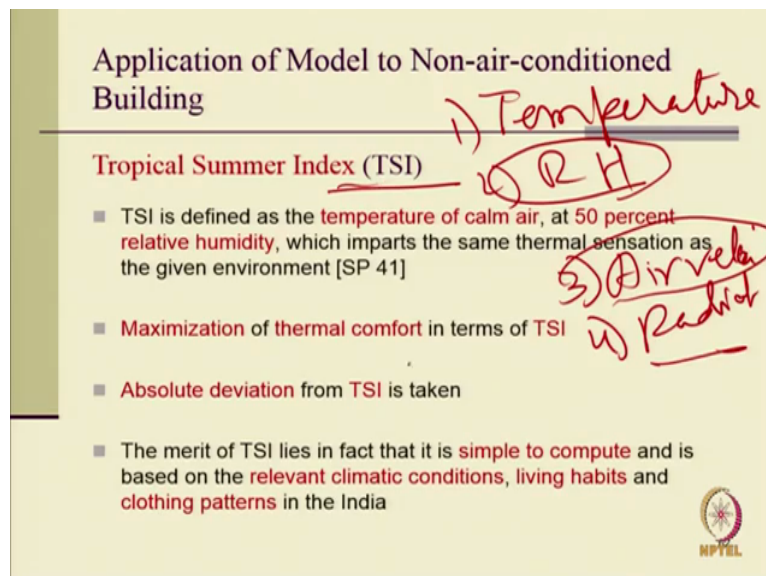 Application of Model to Non-air-conditioned
Building
1) Temperature
Tropical Summer Index (TSI)
2) RH
TSI is defined as the temperature of calm air, at 50 percent
relative humidity, which imparts the same thermal sensation as
the given environment [SP 41]
3) Air
4)
Maximization of thermal comfort in terms of TSI
Absolute deviation from TSI is taken
The merit of TSI lies in fact that it is simple to compute and is
based on the relevant climatic conditions, living habits and
clothing patterns in the India
NPTEL